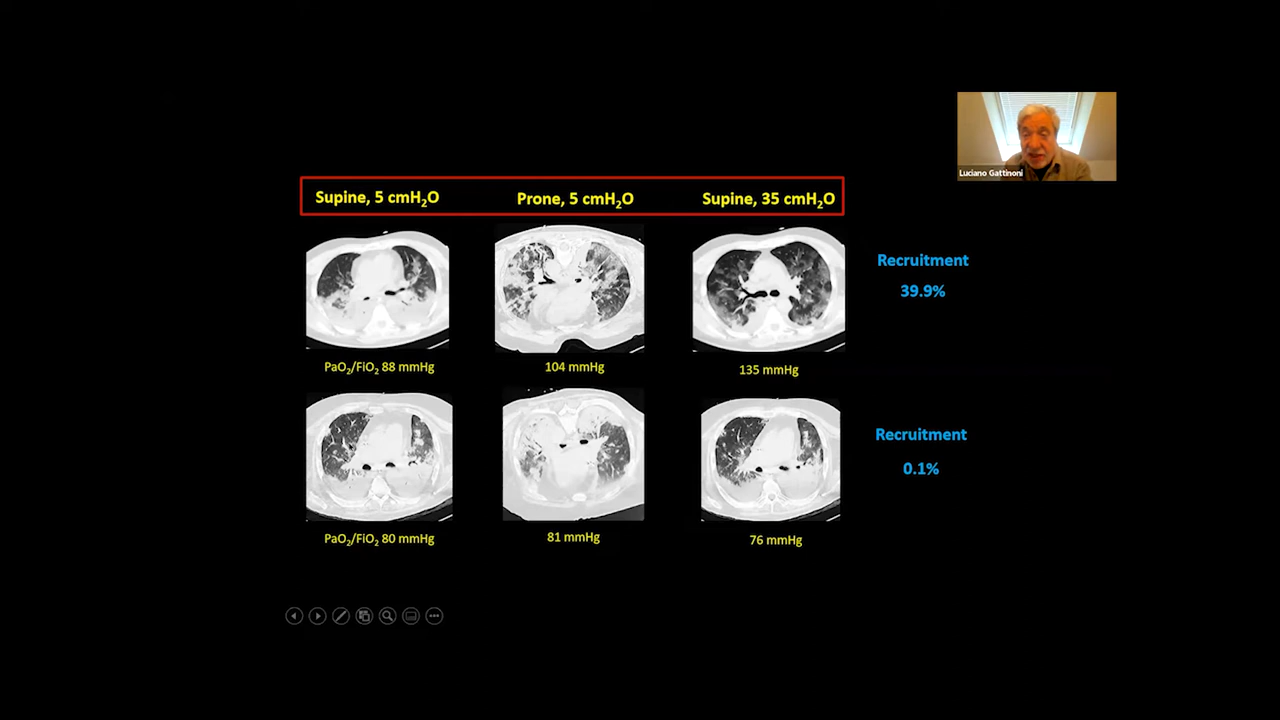 Luciano Gattinoni
Supine, 5 cmH₂O
Prone, 5 cmH₂O
Supine, 35 cmH₂O
Recruitment
39.9%
PaO₂/FiO₂ 88 mmHg
104 mmHg
135 mmHg
Recruitment
0.1%
PaO₂/FiO₂ 80 mmHg
81 mmHg
76 mmHg